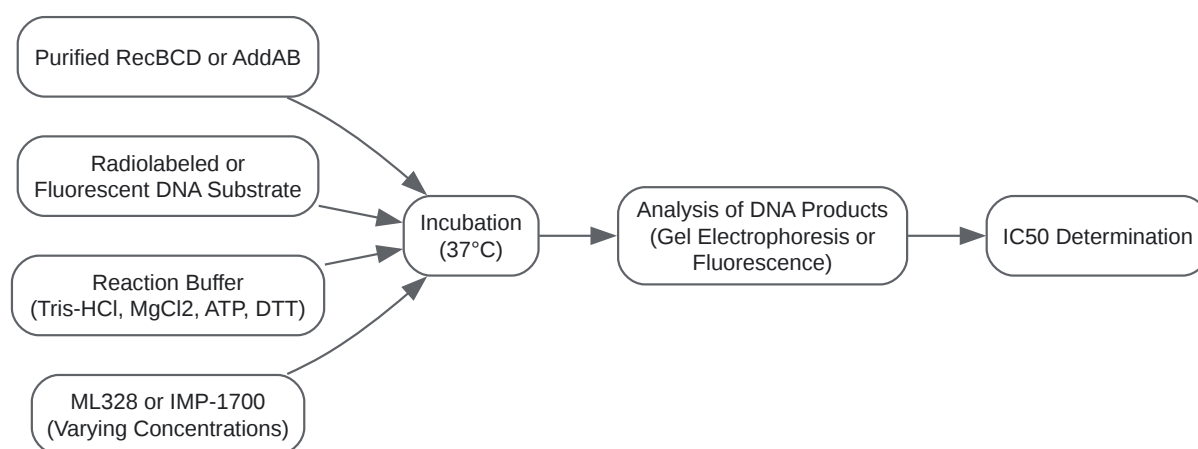 Purified RecBCD or AddAB
Radiolabeled or
Fluorescent DNA Substrate
Reaction Buffer
(Tris-HCl, MgCl2, ATP, DTT)
ML328 or IMP-1700
(Varying Concentrations)
Incubation
(37°C)
Analysis of DNA Products
(Gel Electrophoresis or
Fluorescence)
IC50 Determination